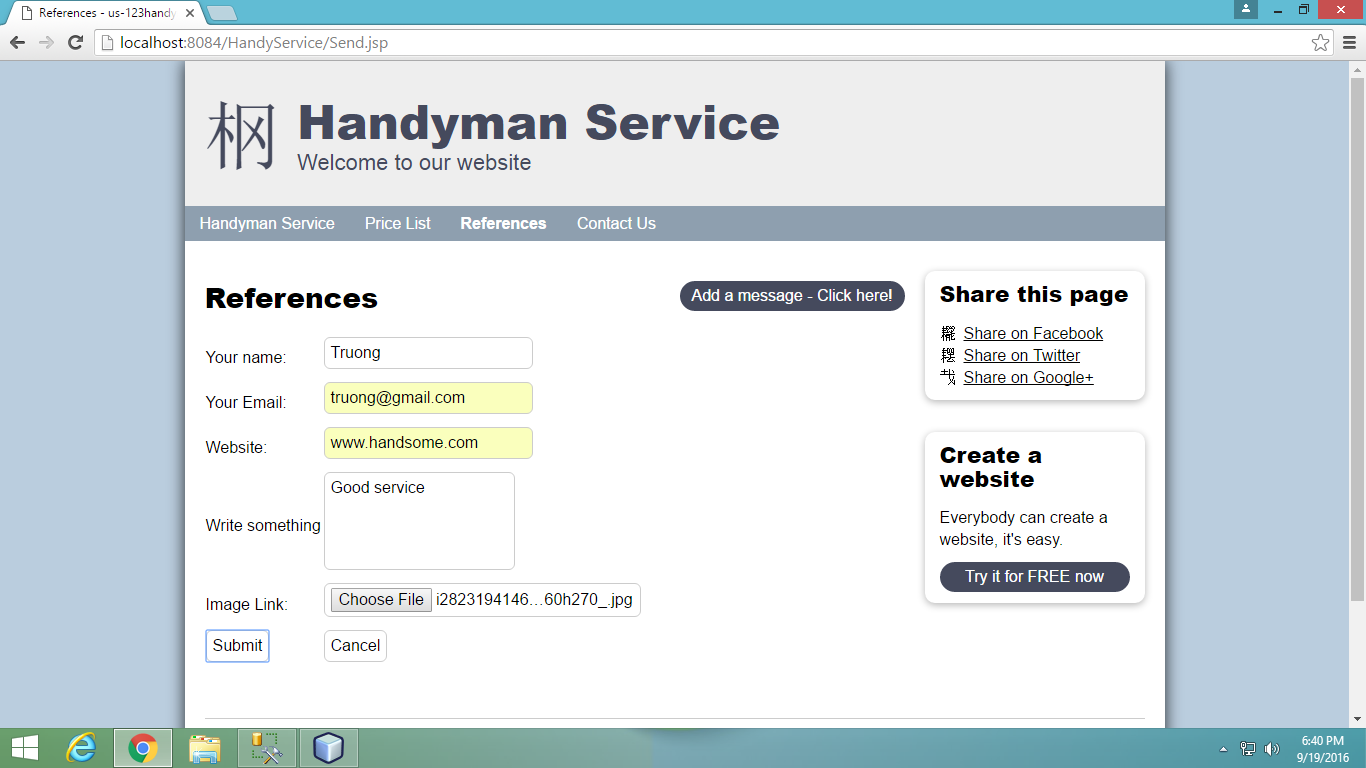 References - us-123handy
localhost:8084/HandyService/Send.jsp
Handyman Service
Welcome to our website
Handyman Service Price List References Contact Us
References
Add a message - Click here!
Your name: Truong
Your Email: truong@gmail.com
Website: www.handsome.com
Write something Good service
Image Link: Choose File i2823194146...60h270_.jpg
Submit Cancel
Share this page
Share on Facebook
Share on Twitter
Share on Google+
Create a
website
Everybody can create a
website, it's easy.
Try it for FREE now
6:40 PM
9/19/2016